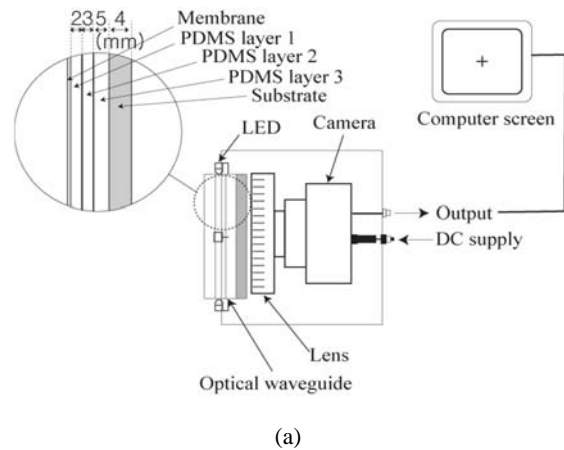 2 3 5 4
(mm)
Membrane
PDMS layer 1
PDMS layer 2
PDMS layer 3
Substrate
LED
Camera
Computer screen
Output
DC supply
Lens
Optical waveguide
(a)